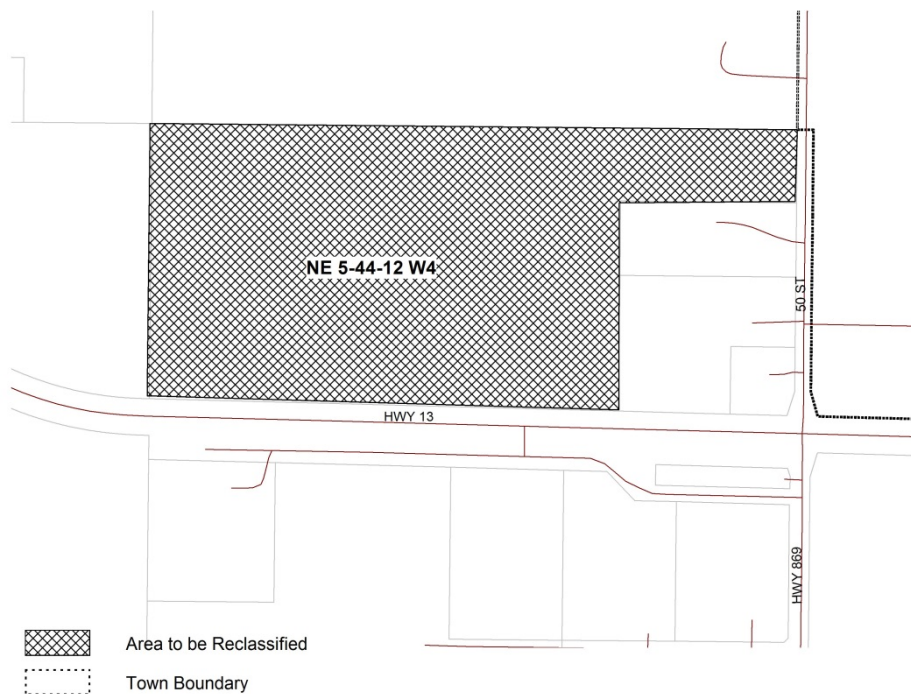 NE 5-44-12 W4
50 ST
HWY 13
HWY 869
Area to be Reclassified
Town Boundary